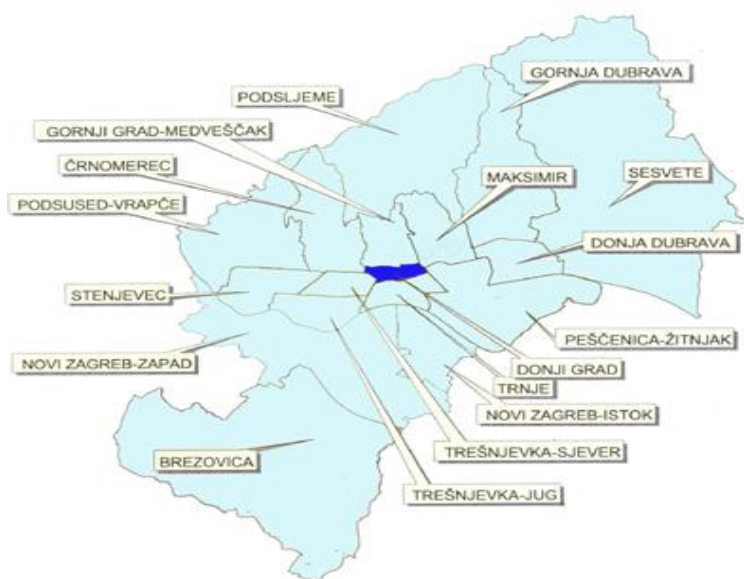 GORNJA DUBRAVA
PODSLJEME
GORNJI GRAD-MEDVEŠČAK
ČRNOMEREC
MAKSIMIR
SESVETE
PODSUSED-VRAPČE
DONJA DUBRAVA
STENJEVEC
PEŠČENICA-ŽITNJAK
NOVI ZAGREB-ZAPAD
DONJI GRAD
TRNJE
NOVI ZAGREB-ISTOK
TREŠNJEVKA-SJEVER
BREZOVICA
TREŠNJEVKA-JUG